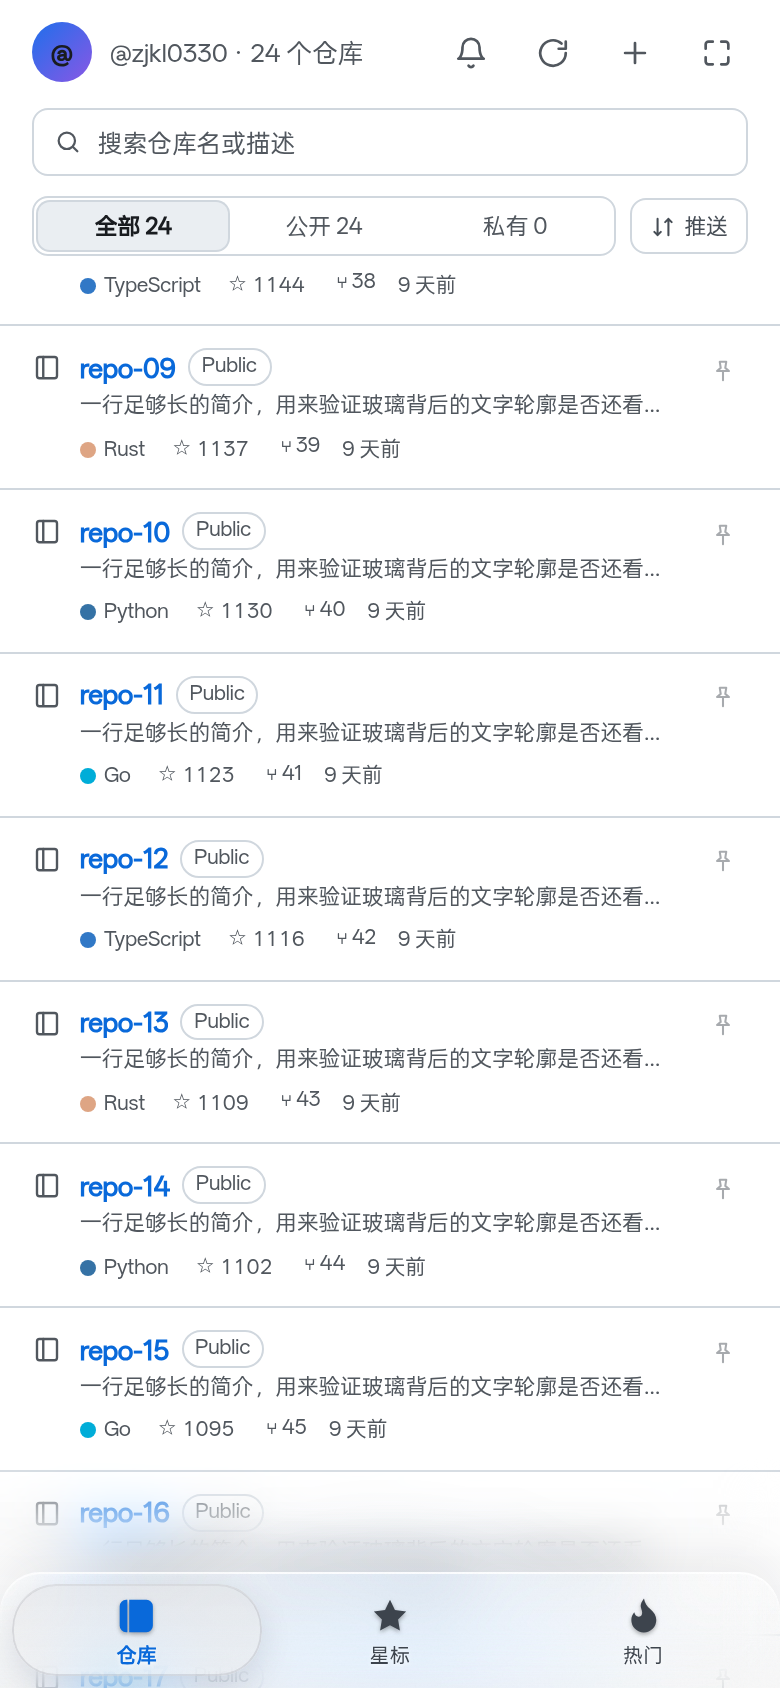 @ @zjkl0330 · 24 个仓库
搜索仓库名或描述
全部 24 公开 24 私有 0 推送
TypeScript ☆ 1144 38 9 天前
repo-09 Public
一行足够长的简介，用来验证玻璃背后的文字轮廓是否还看...
Rust ☆ 1137 39 9 天前
repo-10 Public
一行足够长的简介，用来验证玻璃背后的文字轮廓是否还看...
Python ☆ 1130 40 9 天前
repo-11 Public
一行足够长的简介，用来验证玻璃背后的文字轮廓是否还看...
Go ☆ 1123 41 9 天前
repo-12 Public
一行足够长的简介，用来验证玻璃背后的文字轮廓是否还看...
TypeScript ☆ 1116 42 9 天前
repo-13 Public
一行足够长的简介，用来验证玻璃背后的文字轮廓是否还看...
Rust ☆ 1109 43 9 天前
repo-14 Public
一行足够长的简介，用来验证玻璃背后的文字轮廓是否还看...
Python ☆ 1102 44 9 天前
repo-15 Public
一行足够长的简介，用来验证玻璃背后的文字轮廓是否还看...
Go ☆ 1095 45 9 天前
repo-16 Public
仓库 星标 热门
repo-17 Public